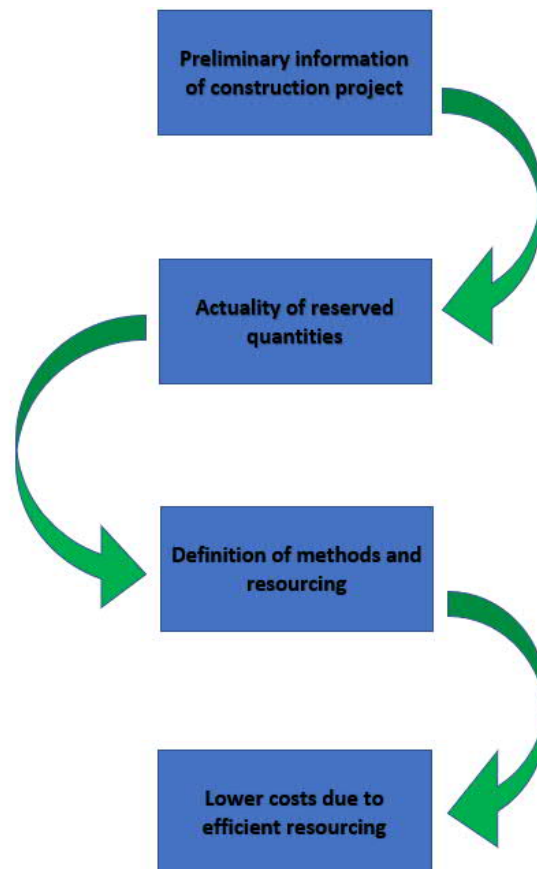 Preliminary information
of construction project
Actuality of reserved
quantities
Definition of methods and
resourcing
Lower costs due to
efficient resourcing